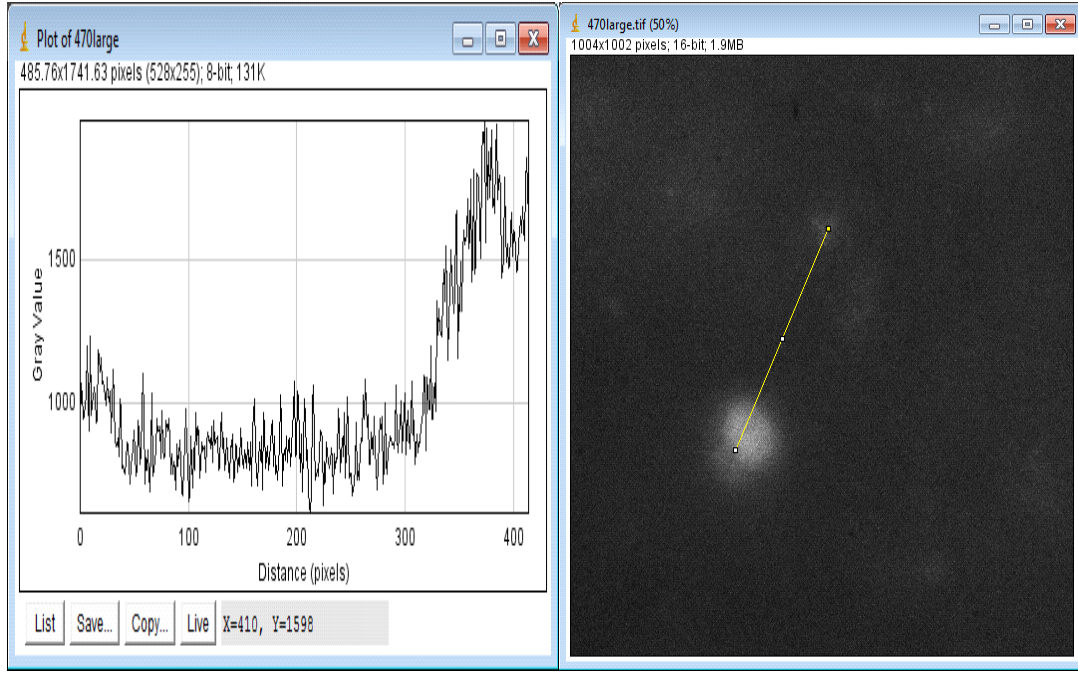 Plot of 470large
485.76x1741.63 pixels (528x255); 8-bit; 131K
1500
1000
Gray Value
0 100 200 300 400
Distance (pixels)
List Save... Copy... Live X=410, Y=1598
470large.tif (50%)
1004x1002 pixels; 16-bit; 1.9MB